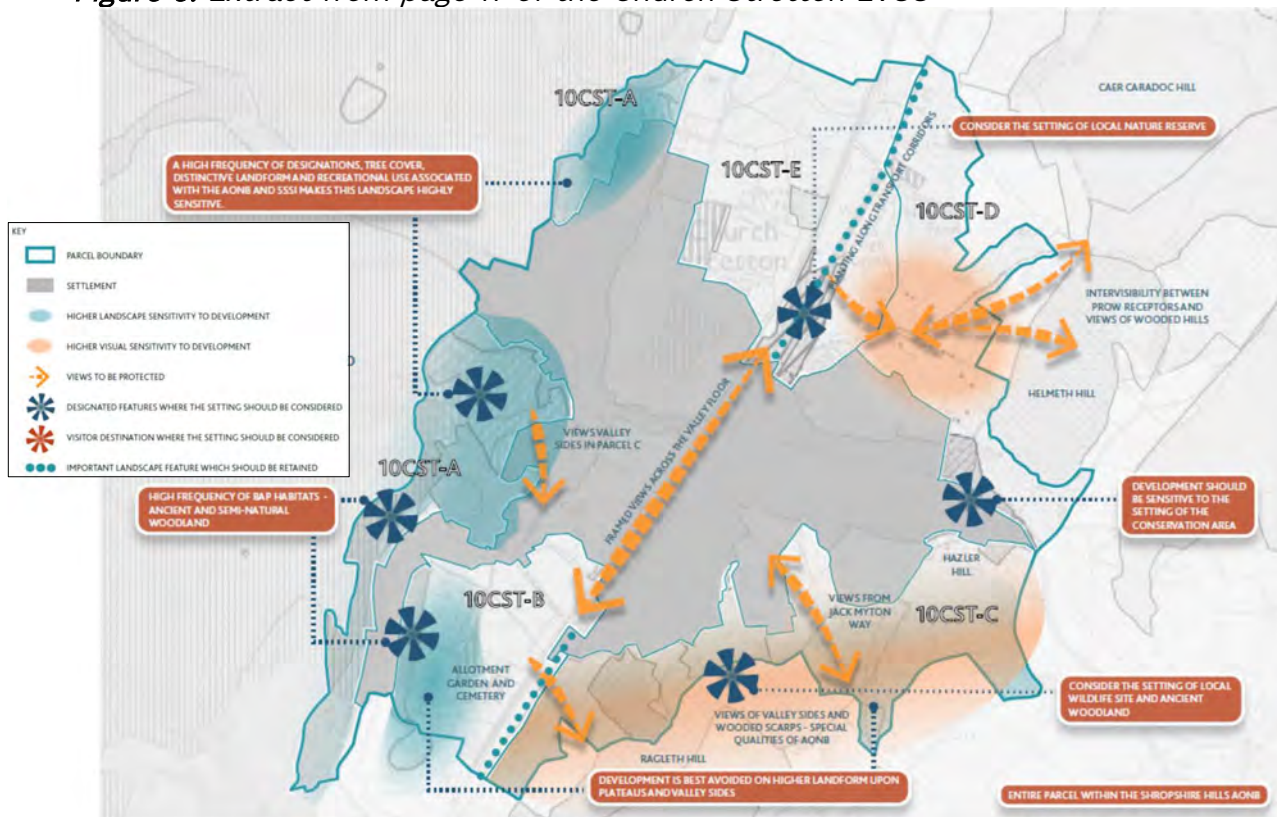 Figure 6: Extract from page 17 of the Church Stretton LVSS
10CST-A
CAER CARADOC HILL
CONSIDER THE SETTING OF LOCAL NATURE RESERVE
A HIGH FREQUENCY OF DESIGNATIONS, TREE COVER,
DISTINCTIVE LANDFORM AND RECREATIONAL USE ASSOCIATED
WITH THE AONB AND SSSI MAKES THIS LANDSCAPE HIGHLY
SENSITIVE.
10CST-E
PLANTING ALONG TRANSPORT CORRIDORS
10CST-D
KEY
PARCEL BOUNDARY
SETTLEMENT
HIGHER LANDSCAPE SENSITIVITY TO DEVELOPMENT
HIGHER VISUAL SENSITIVITY TO DEVELOPMENT
VIEWS TO BE PROTECTED
DESIGNATED FEATURES WHERE THE SETTING SHOULD BE CONSIDERED
VISITOR DESTINATION WHERE THE SETTING SHOULD BE CONSIDERED
IMPORTANT LANDSCAPE FEATURE WHICH SHOULD BE RETAINED
INTERVISIBILITY BETWEEN
PROW RECEPTORS AND
VIEWS OF WOODED HILLS
HELMETH HILL
FRAMED VIEWS ACROSS THE VALLEY FLOOR
VIEWS VALLEY
SIDES IN PARCEL C
10CST-A
HIGH FREQUENCY OF BAP HABITATS -
ANCIENT AND SEMI-NATURAL
WOODLAND
DEVELOPMENT SHOULD
BE SENSITIVE TO THE
SETTING OF THE
CONSERVATION AREA
HAZLER
HILL
10CST-B
VIEWS FROM
JACK MYTON
WAY
10CST-C
ALLOTMENT
GARDEN AND
CEMETERY
CONSIDER THE SETTING OF LOCAL
WILDLIFE SITE AND ANCIENT
WOODLAND
VIEWS OF VALLEY SIDES AND
WOODED SCARPS - SPECIAL
QUALITIES OF AONB
RAGLETH HILL
DEVELOPMENT IS BEST AVOIDED ON HIGHER LANDFORM UPON
PLATEAUS AND VALLEY SIDES
ENTIRE PARCEL WITHIN THE SHROPSHIRE HILLS AONB